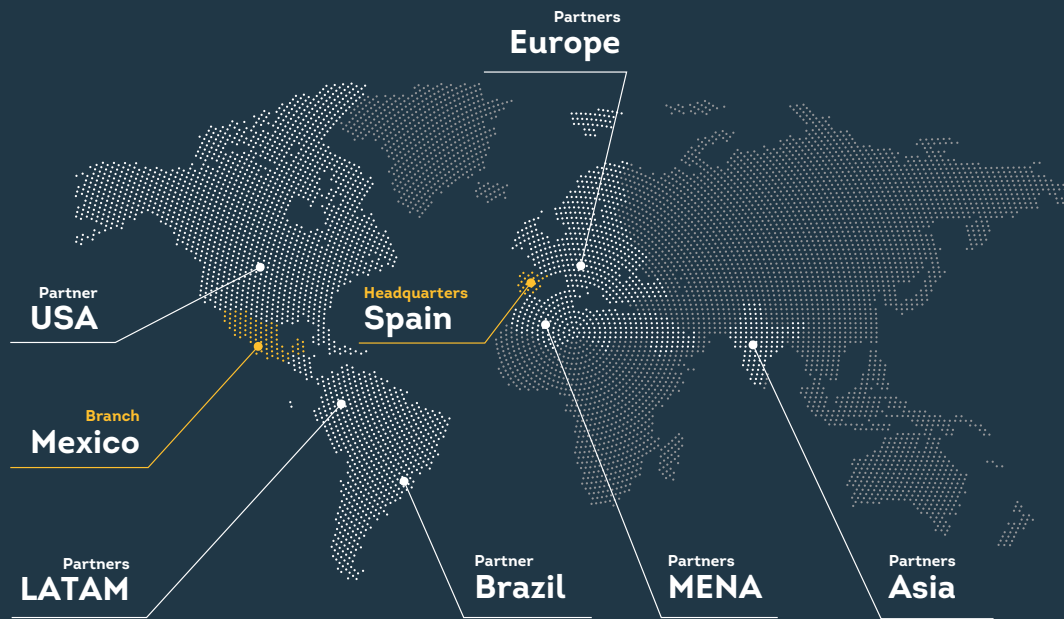 Partners
Europe
Partner
USA
Headquarters
Spain
Branch
Mexico
Partners
LATAM
Partner
Brazil
Partners
MENA
Partners
Asia